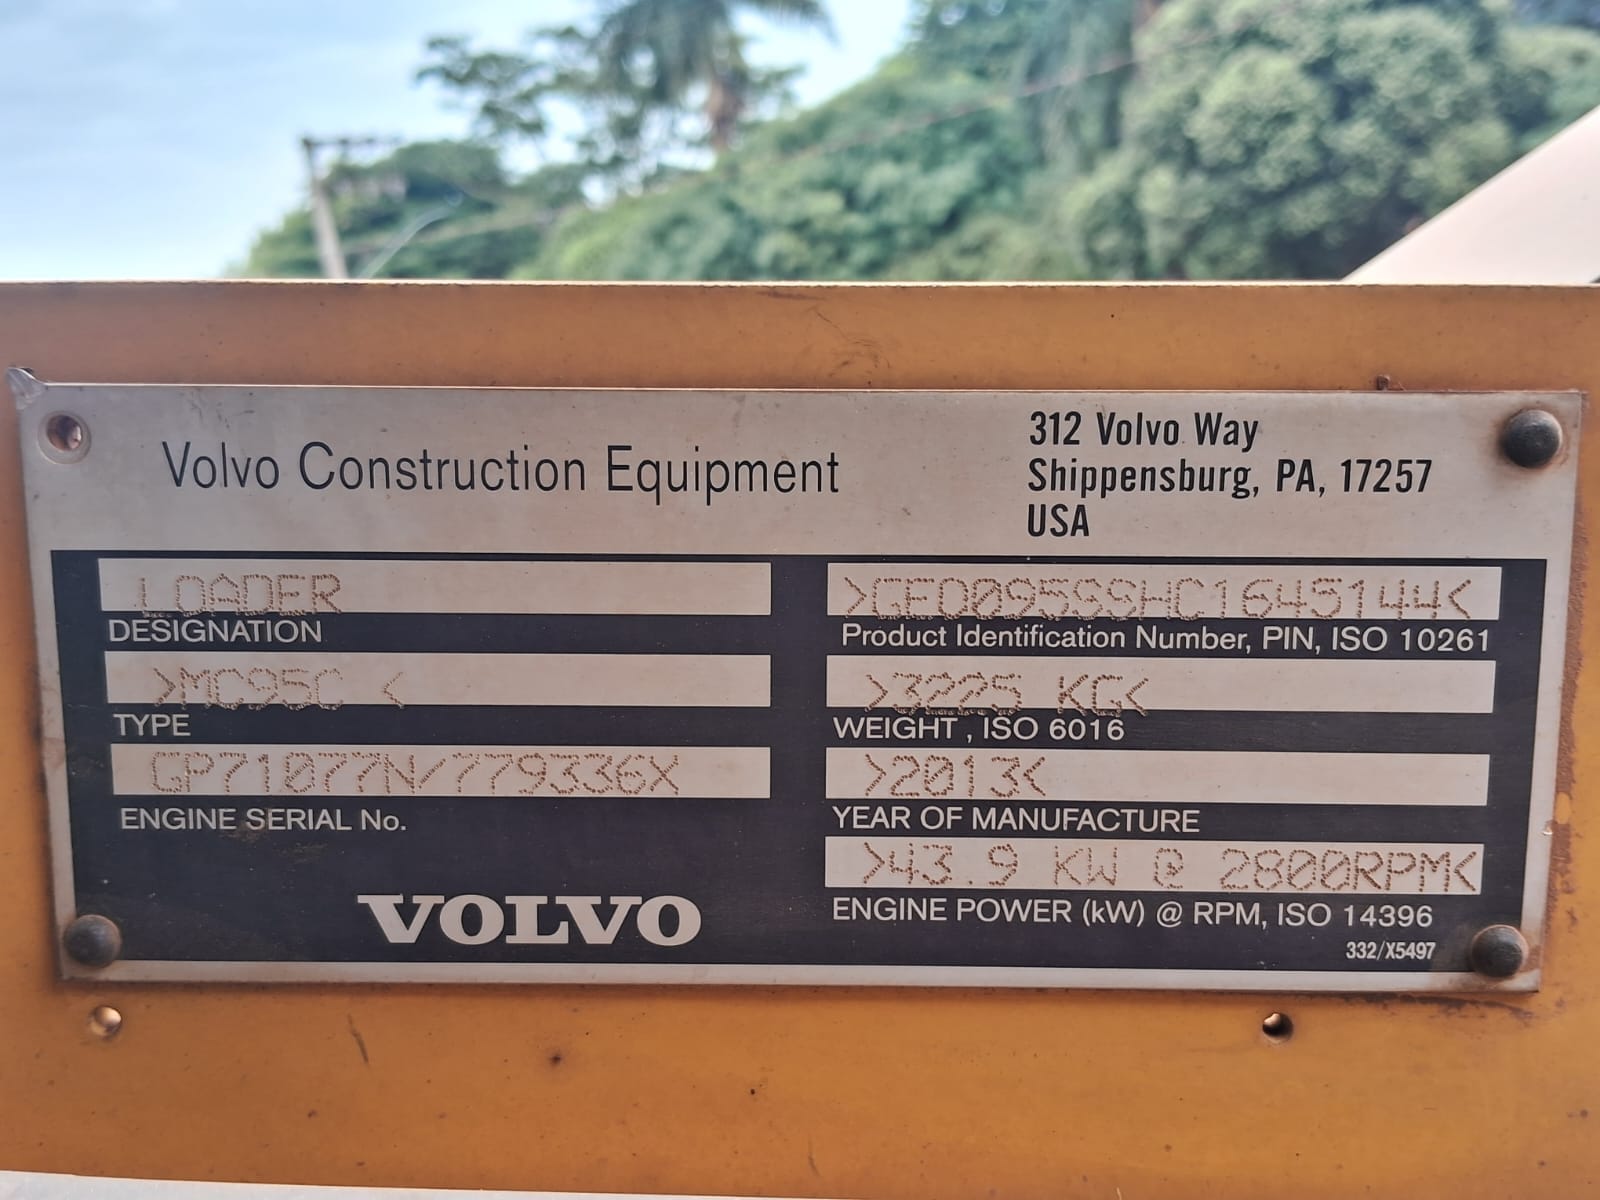 Volvo Construction Equipment
312 Volvo Way
Shippensburg, PA, 17257
USA
LOADER
DESIGNATION
>GEO095SSHC1645144<
Product Identification Number, PIN, ISO 10261
>MC95C <
TYPE
>3225 KG<
WEIGHT , ISO 6016
GP71077N/779336X
ENGINE SERIAL No.
>2013<
YEAR OF MANUFACTURE
>43.9 KW @ 2800RPM<
ENGINE POWER (kW) @ RPM, ISO 14396
VOLVO
332/X5497